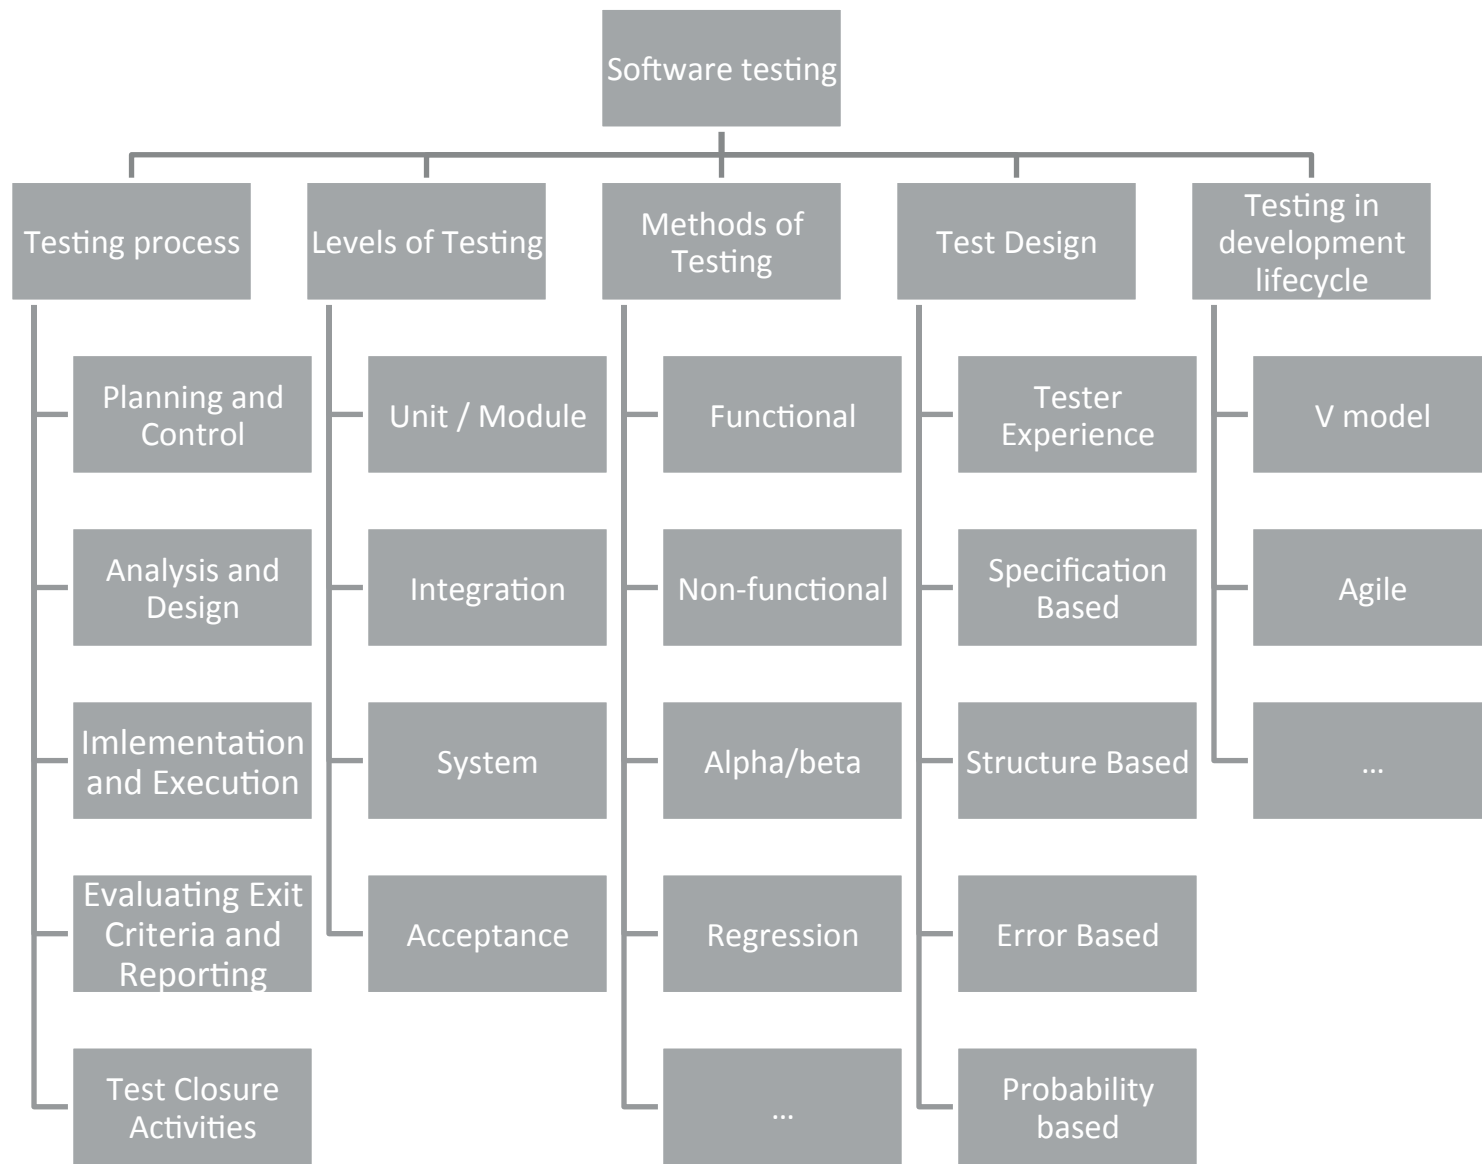 Software testing
Testing process
Levels of Testing
Methods of
Testing
Test Design
Testing in
development
lifecycle
Planning and
Control
Unit / Module
Functional
Tester
Experience
V model
Analysis and
Design
Integration
Non-functional
Specification
Based
Agile
Imlementation
and Execution
System
Alpha/beta
Structure Based
...
Evaluating Exit
Criteria and
Reporting
Acceptance
Regression
Error Based
Test Closure
Activities
...
Probability
based